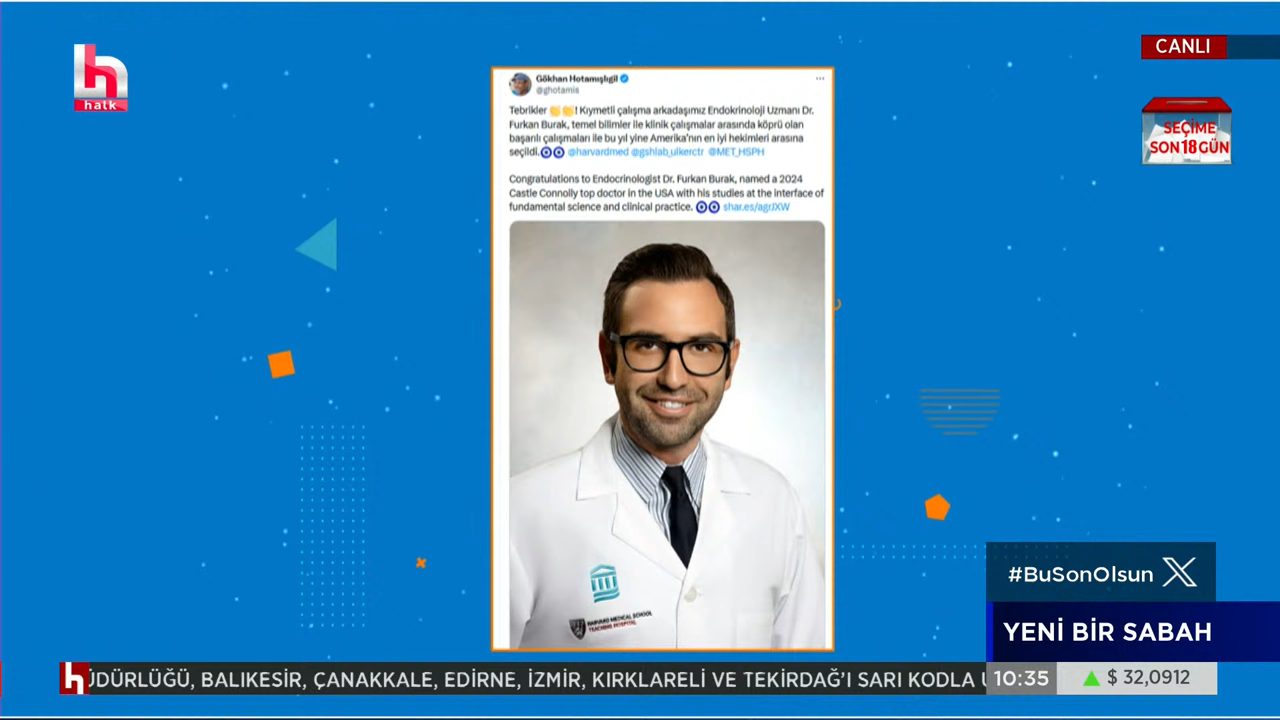 h
halk
CANLI
SEÇİME
SON 18 GÜN
Gökhan Hotamışlıgil
@ghotamis
Tebrikler 👏👏! Kıymetli çalışma arkadaşımız Endokrinoloji Uzmanı Dr.
Furkan Burak, temel bilimler ile klinik çalışmalar arasında köprü olan
başarılı çalışmaları ile bu yıl yine Amerika'nın en iyi hekimleri arasına
seçildi.🧿🧿 @harvardmed @gshlab_ulkerctr @MET_HSPH
Congratulations to Endocrinologist Dr. Furkan Burak, named a 2024
Castle Connolly top doctor in the USA with his studies at the interface of
fundamental science and clinical practice. 🧿🧿 shar.es/agrJXW
HARVARD MEDICAL SCHOOL
TEACHING HOSPITAL
#BuSonOlsun X
YENİ BİR SABAH
h
ÜDÜRLÜĞÜ, BALIKESİR, ÇANAKKALE, EDİRNE, İZMİR, KIRKLARELİ VE TEKİRDAĞ'I SARI KODLA U
10:35
▲ $ 32,0912